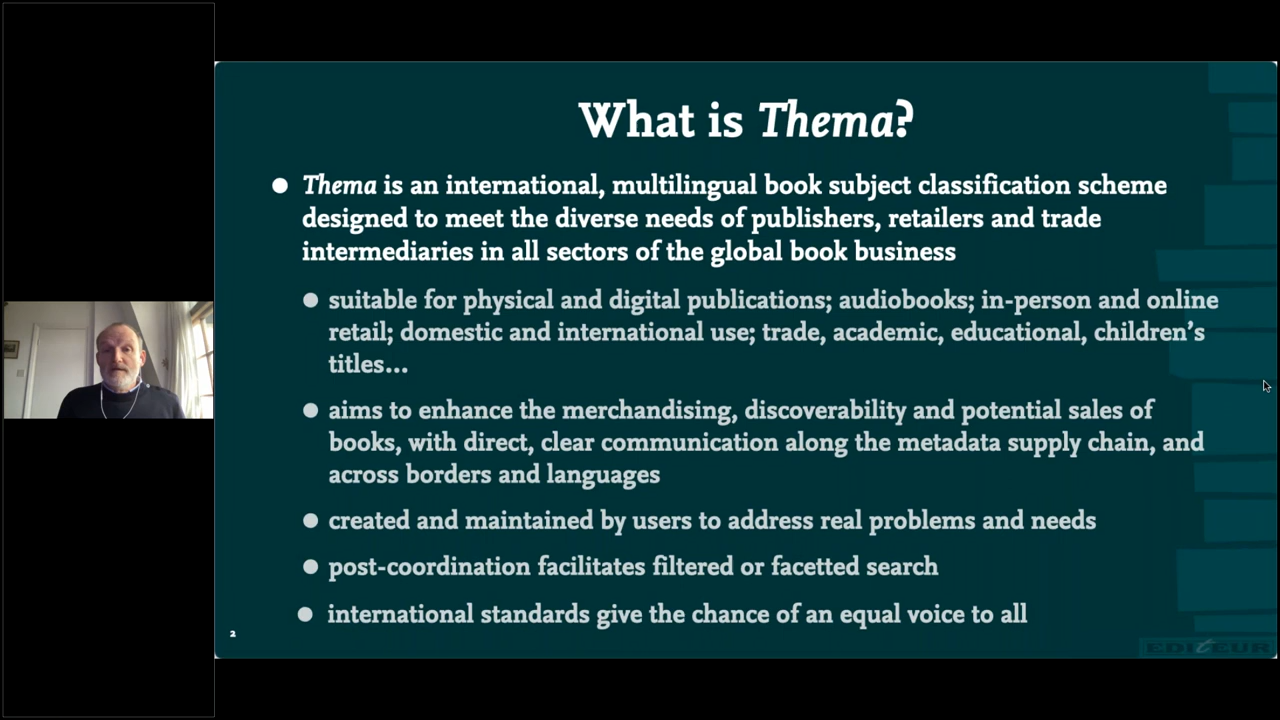 What is Thema?
● Thema is an international, multilingual book subject classification scheme
designed to meet the diverse needs of publishers, retailers and trade
intermediaries in all sectors of the global book business
● suitable for physical and digital publications; audiobooks; in-person and online
retail; domestic and international use; trade, academic, educational, children’s
titles…
● aims to enhance the merchandising, discoverability and potential sales of
books, with direct, clear communication along the metadata supply chain, and
across borders and languages
● created and maintained by users to address real problems and needs
● post-coordination facilitates filtered or facetted search
● international standards give the chance of an equal voice to all
2
EDItEUR